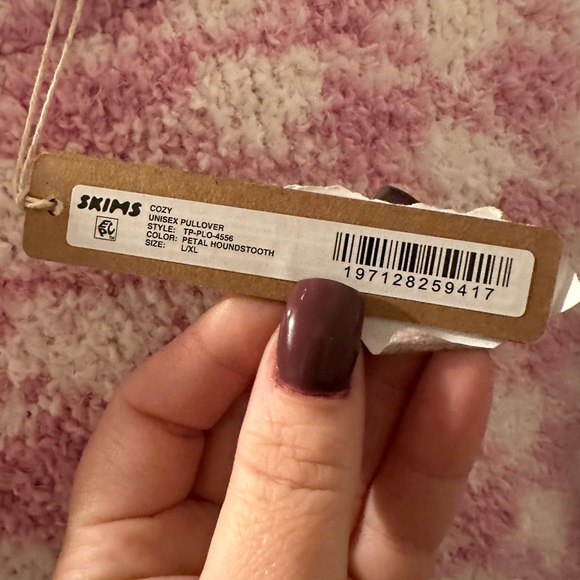 SKIMS
COZY
UNISEX PULLOVER
STYLE: TP-PLO-4556
COLOR: PETAL HOUNDSTOOTH
SIZE: L/XL
197128259417